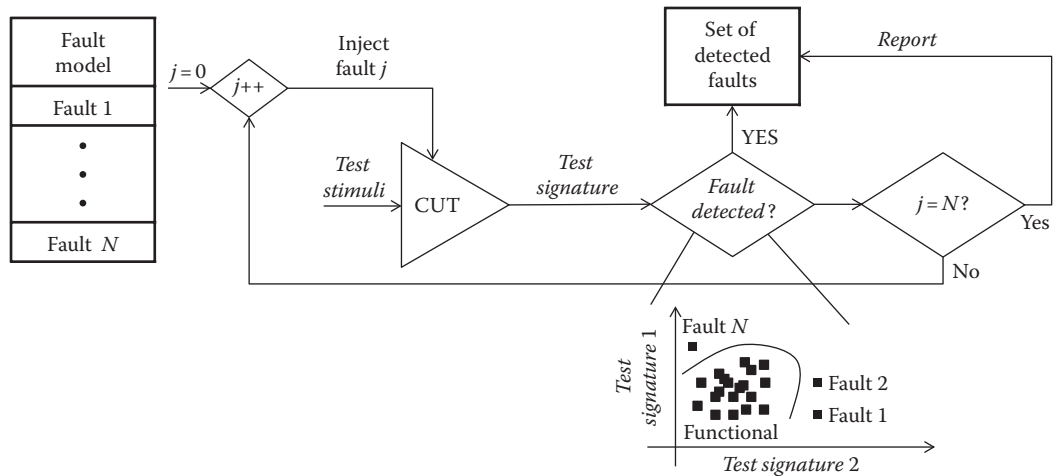 Fault
model
Fault 1
Fault N
j = 0
j++
Inject
fault j
Test
stimuli
CUT
Test
signature
Set of
detected
faults
YES
Fault
detected?
Report
j = N?
Yes
No
Test
signature 1
Fault N
Fault 2
Fault 1
Functional
Test signature 2